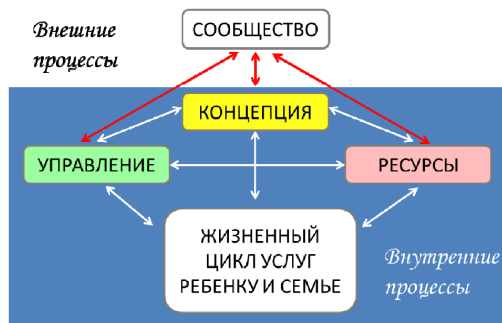 Внешние
процессы
СООБЩЕСТВО
КОНЦЕПЦИЯ
УПРАВЛЕНИЕ
РЕСУРСЫ
ЖИЗНЕННЫЙ
ЦИКЛ УСЛУГ
РЕБЕНКУ И СЕМЬЕ
Внутренние
процессы